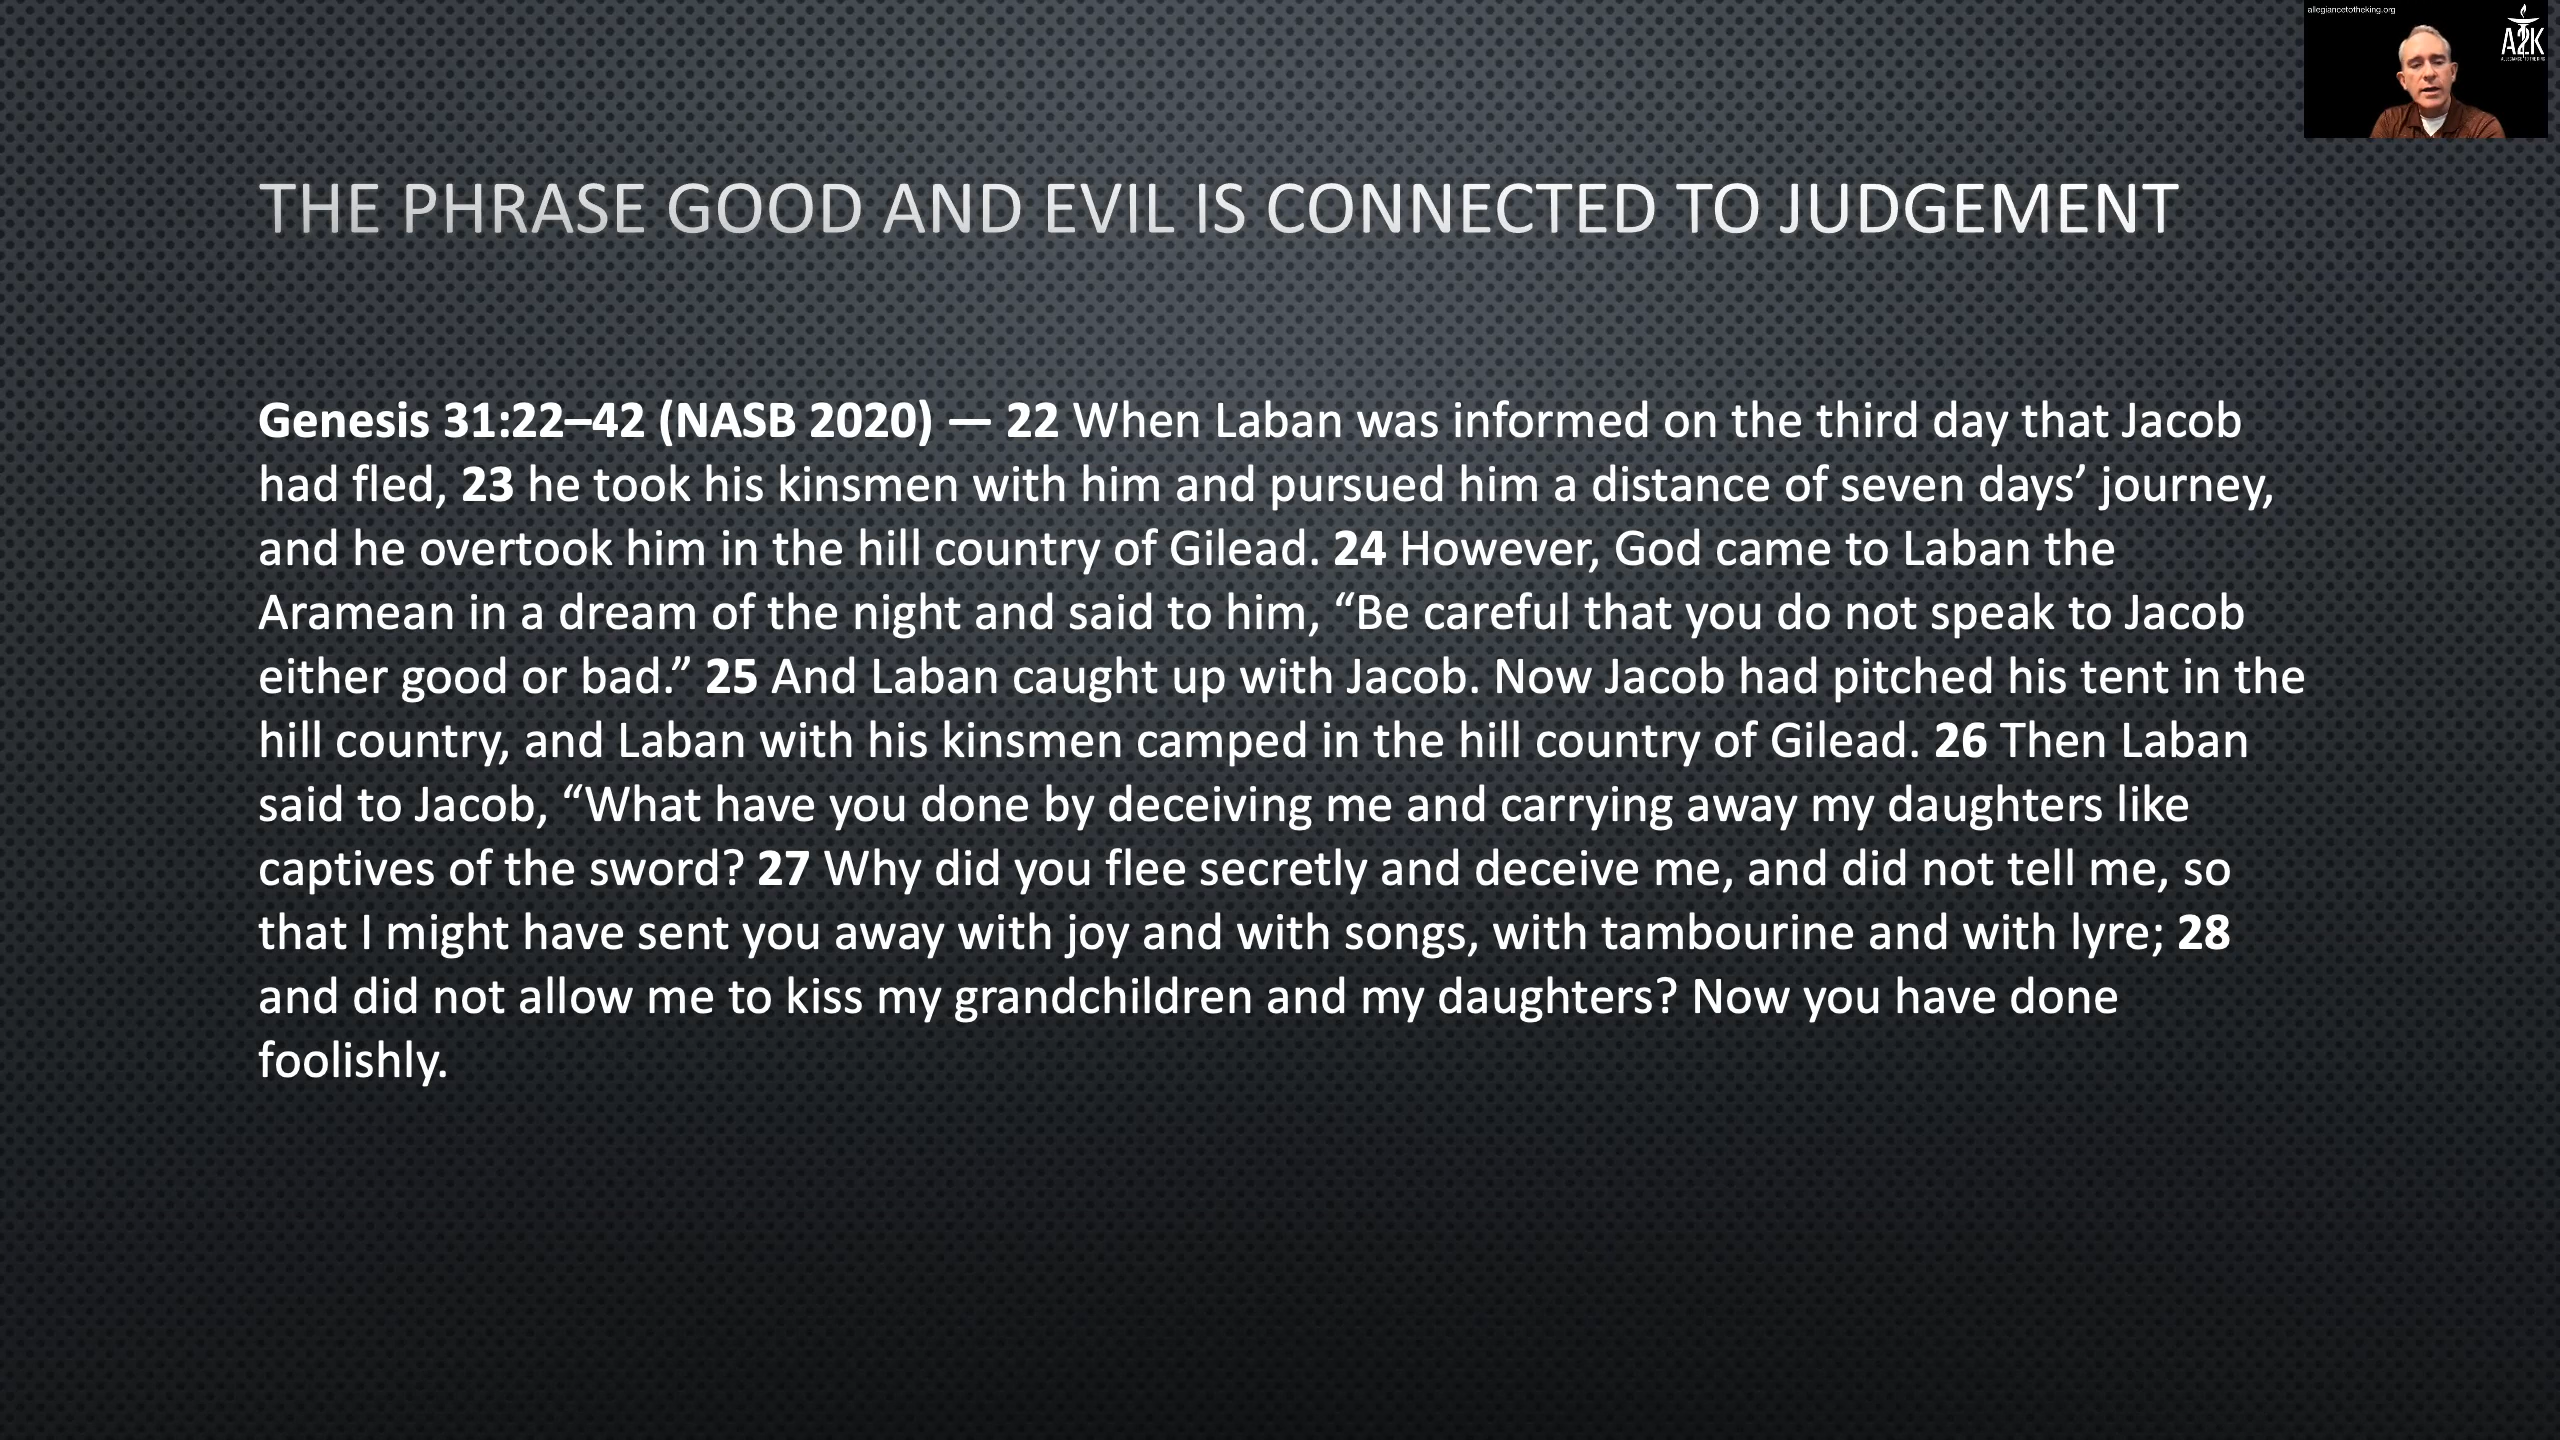 allegiancetotheking.org
A2K
THE PHRASE GOOD AND EVIL IS CONNECTED TO JUDGEMENT
Genesis 31:22–42 (NASB 2020) — 22 When Laban was informed on the third day that Jacob
had fled, 23 he took his kinsmen with him and pursued him a distance of seven days’ journey,
and he overtook him in the hill country of Gilead. 24 However, God came to Laban the
Aramean in a dream of the night and said to him, “Be careful that you do not speak to Jacob
either good or bad.” 25 And Laban caught up with Jacob. Now Jacob had pitched his tent in the
hill country, and Laban with his kinsmen camped in the hill country of Gilead. 26 Then Laban
said to Jacob, “What have you done by deceiving me and carrying away my daughters like
captives of the sword? 27 Why did you flee secretly and deceive me, and did not tell me, so
that I might have sent you away with joy and with songs, with tambourine and with lyre; 28
and did not allow me to kiss my grandchildren and my daughters? Now you have done
foolishly.